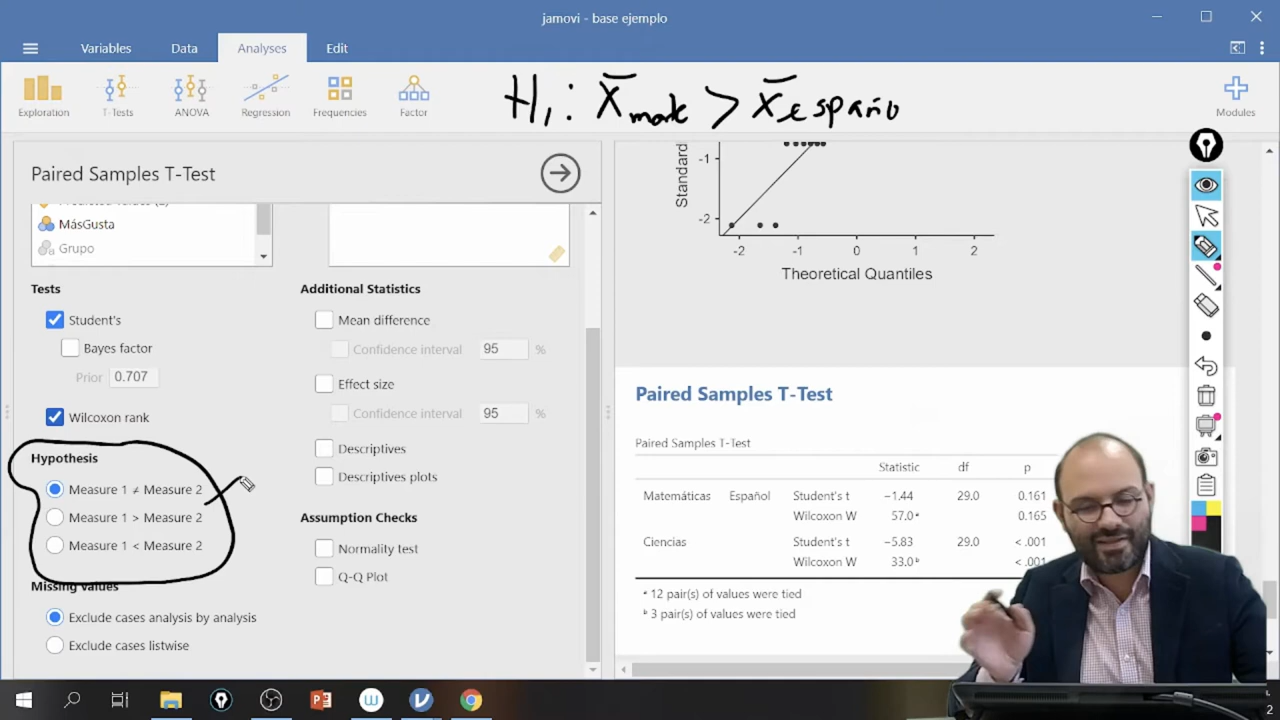 jamovi - base ejemplo
Variables Data Analyses Edit
Exploration T-Tests ANOVA Regression Frequencies Factor Modules
H₁: X̄mate > X̄españo
Paired Samples T-Test
MásGusta
Grupo
Tests
Student's
Bayes factor
Prior 0.707
Wilcoxon rank
Hypothesis
Measure 1 ≠ Measure 2
Measure 1 > Measure 2
Measure 1 < Measure 2
Missing values
Exclude cases analysis by analysis
Exclude cases listwise
Additional Statistics
Mean difference
Confidence interval 95 %
Effect size
Confidence interval 95 %
Descriptives
Descriptives plots
Assumption Checks
Normality test
Q-Q Plot
Standard
-1
-2
-2 -1 0 1 2
Theoretical Quantiles
Paired Samples T-Test
Paired Samples T-Test
Statistic df p
Matemáticas Español Student's t −1.44 29.0 0.161
Wilcoxon W 57.0 ᵃ 0.165
Ciencias Student's t −5.83 29.0 < .001
Wilcoxon W 33.0 ᵇ < .001
ᵃ 12 pair(s) of values were tied
ᵇ 3 pair(s) of values were tied